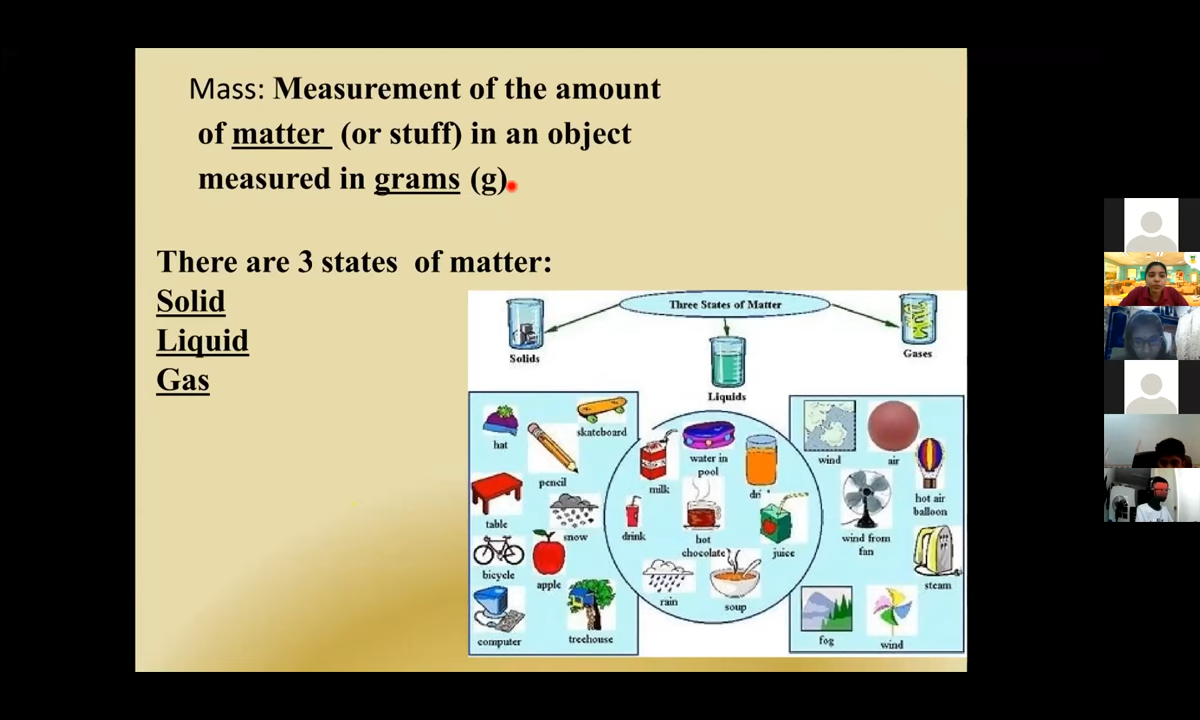 Mass: Measurement of the amount
of matter (or stuff) in an object
measured in grams (g)
There are 3 states of matter:
Solid
Liquid
Gas
Three States of Matter
Solids
Liquids
Gases
hat
skateboard
pencil
table
snow
bicycle
apple
computer
treehouse
milk
water in
pool
drink
hot
chocolate
juice
rain
soup
wind
air
hot air
balloon
wind from
fan
steam
fog
wind